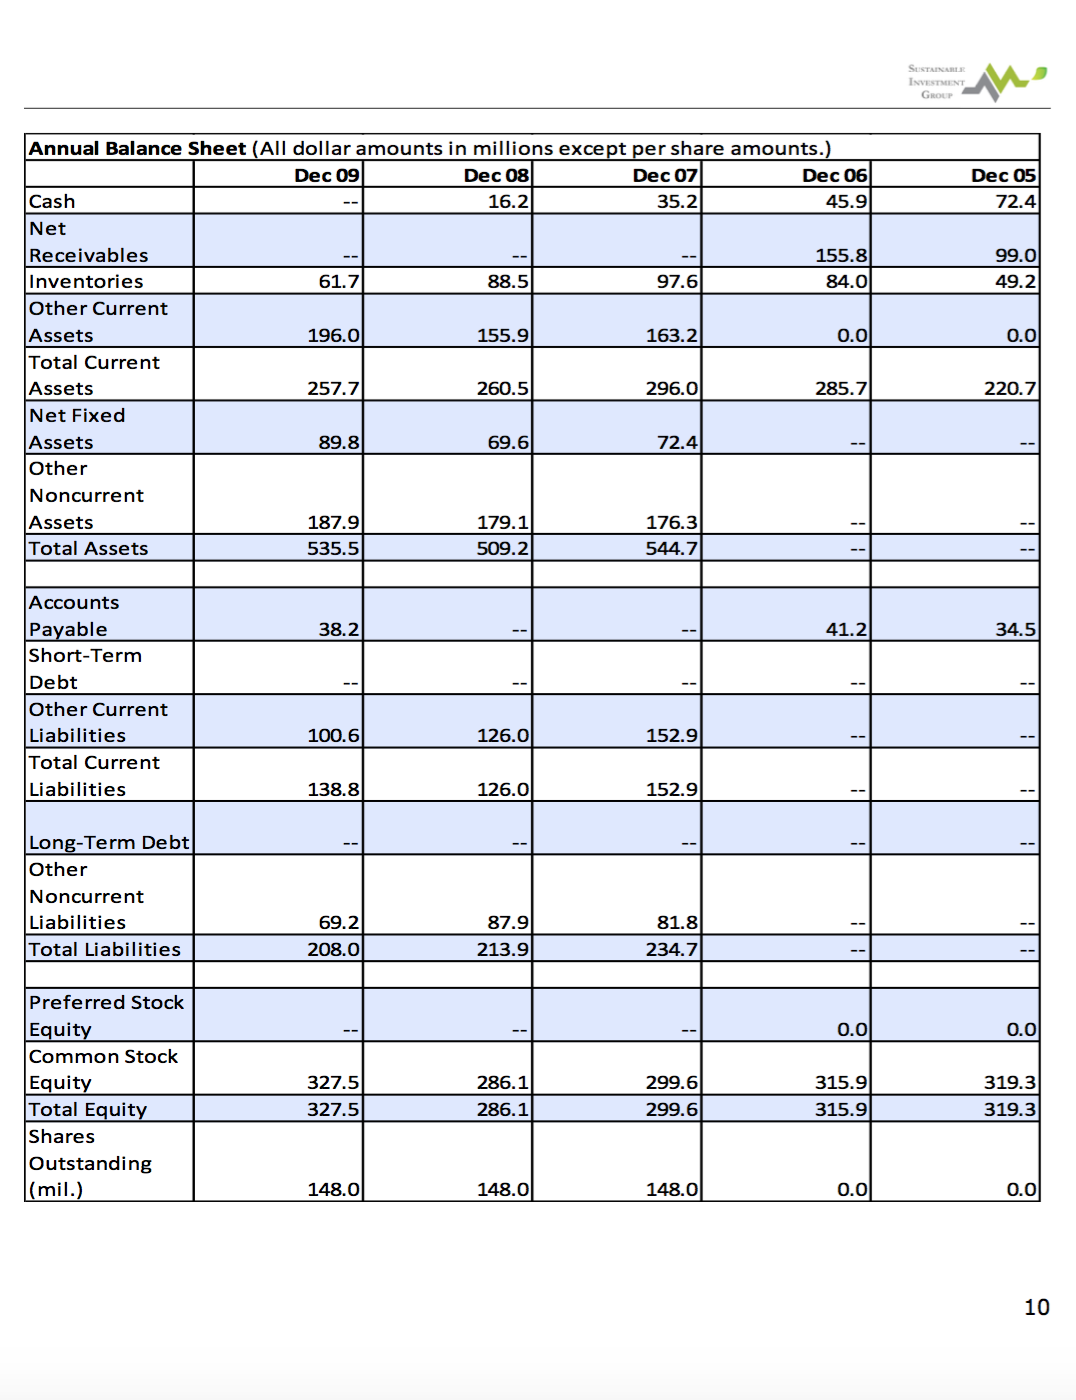 SUSTAINABLE
INVESTMENT
GROUP
Annual Balance Sheet (All dollar amounts in millions except per share amounts.)
Dec 09 Dec 08 Dec 07 Dec 06 Dec 05
Cash -- 16.2 35.2 45.9 72.4
Net
Receivables -- -- -- 155.8 99.0
Inventories 61.7 88.5 97.6 84.0 49.2
Other Current
Assets 196.0 155.9 163.2 0.0 0.0
Total Current
Assets 257.7 260.5 296.0 285.7 220.7
Net Fixed
Assets 89.8 69.6 72.4 -- --
Other
Noncurrent
Assets 187.9 179.1 176.3 -- --
Total Assets 535.5 509.2 544.7 -- --
Accounts
Payable 38.2 -- -- 41.2 34.5
Short-Term
Debt -- -- -- -- --
Other Current
Liabilities 100.6 126.0 152.9 -- --
Total Current
Liabilities 138.8 126.0 152.9 -- --
Long-Term Debt -- -- -- -- --
Other
Noncurrent
Liabilities 69.2 87.9 81.8 -- --
Total Liabilities 208.0 213.9 234.7 -- --
Preferred Stock
Equity -- -- -- 0.0 0.0
Common Stock
Equity 327.5 286.1 299.6 315.9 319.3
Total Equity 327.5 286.1 299.6 315.9 319.3
Shares
Outstanding
(mil.) 148.0 148.0 148.0 0.0 0.0
10